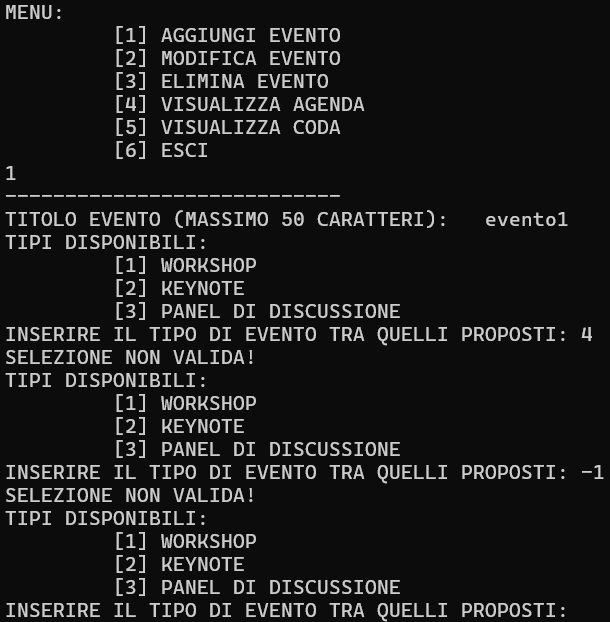 MENU:
[1] AGGIUNGI EVENTO
[2] MODIFICA EVENTO
[3] ELIMINA EVENTO
[4] VISUALIZZA AGENDA
[5] VISUALIZZA CODA
[6] ESCI
1
----------------------------
TITOLO EVENTO (MASSIMO 50 CARATTERI):   evento1
TIPI DISPONIBILI:
[1] WORKSHOP
[2] KEYNOTE
[3] PANEL DI DISCUSSIONE
INSERIRE IL TIPO DI EVENTO TRA QUELLI PROPOSTI: 4
SELEZIONE NON VALIDA!
TIPI DISPONIBILI:
[1] WORKSHOP
[2] KEYNOTE
[3] PANEL DI DISCUSSIONE
INSERIRE IL TIPO DI EVENTO TRA QUELLI PROPOSTI: -1
SELEZIONE NON VALIDA!
TIPI DISPONIBILI:
[1] WORKSHOP
[2] KEYNOTE
[3] PANEL DI DISCUSSIONE
INSERIRE IL TIPO DI EVENTO TRA QUELLI PROPOSTI: